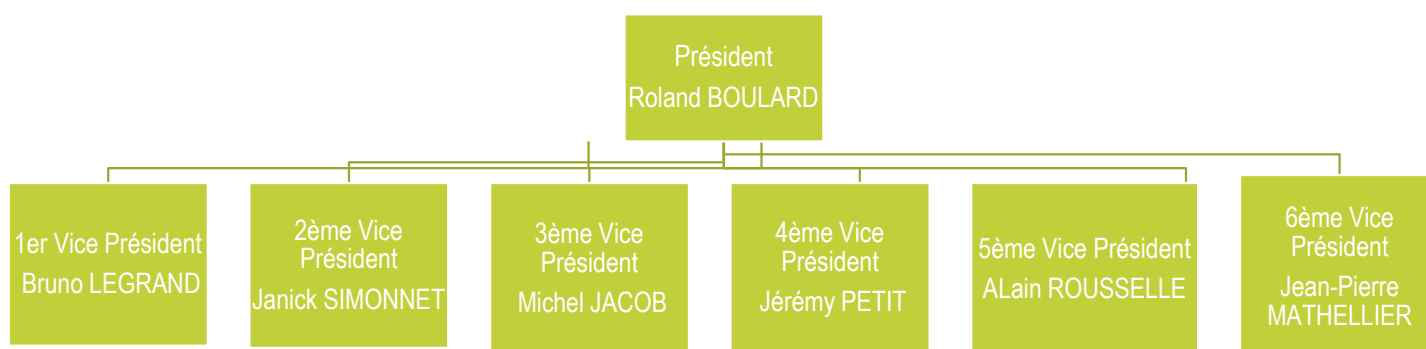 Président
Roland BOULARD
1er Vice Président
Bruno LEGRAND
2ème Vice
Président
Janick SIMONNET
3ème Vice
Président
Michel JACOB
4ème Vice
Président
Jérémy PETIT
5ème Vice Président
ALain ROUSSELLE
6ème Vice
Président
Jean-Pierre
MATHELLIER